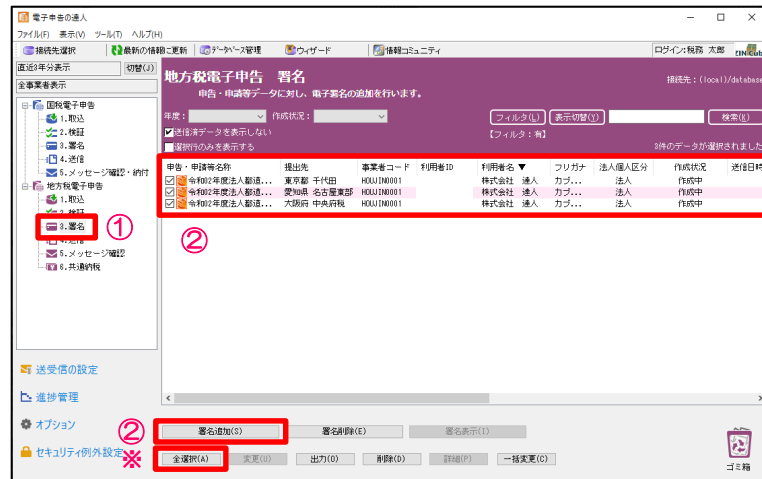 電子申告の達人
ファイル(F) 表示(V) ツール(T) ヘルプ(H)
接続先選択 最新の情報に更新 データベース管理 ウィザード 情報コミュニティ ログイン:税務 太郎
直近3年分表示 切替(J)
全事業者表示
国税電子申告
1.取込
2.検証
3.署名
4.送信
5.メッセージ確認・納付
地方税電子申告
1.取込
2.検証
3.署名
①
4.送信
5.メッセージ確認
6.共通納税
送受信の設定
進捗管理
オプション
セキュリティ例外設定
地方税電子申告 署名
接続先：(local)/database
申告・申請等データに対し、電子署名の追加を行います。
年度： 作成状況： フィルタ(L) 表示切替(Y) 検索(K)
送信済データを表示しない 【フィルタ：有】
選択行のみを表示する 3件のデータが選択されました
申告・申請等名称 提出先 事業者コード 利用者ID 利用者名▼ フリガナ 法人個人区分 作成状況 送信日時
令和02年度法人都道... 東京都 千代田 HOUJIN0001 株式会社 達人 カブ... 法人 作成中
令和02年度法人都道... 愛知県 名古屋東部 HOUJIN0001 株式会社 達人 カブ... 法人 作成中
令和02年度法人都道... 大阪府 中央府税 HOUJIN0001 株式会社 達人 カブ... 法人 作成中
②
② 署名追加(S) 署名削除(E) 署名表示(I)
※ 全選択(A) 変更(U) 出力(O) 削除(D) 詳細(P) 一括変更(C)
ゴミ箱